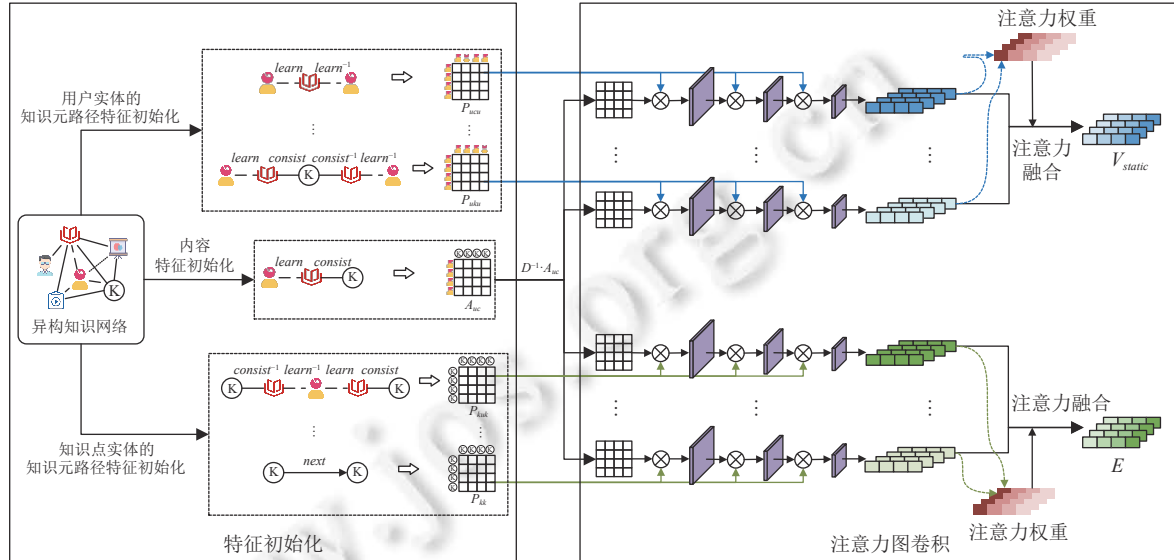 注意力权重
learn learn⁻¹
用户实体的
知识元路径特征初始化
P_ucu
⋮
⋮
learn consist consist⁻¹ learn⁻¹
K
P_uku
注意力
融合
V_static
内容
特征初始化
learn consist
K
K K K K
A_uc
D⁻¹·A_uc
K
异构知识网络
consist⁻¹ learn⁻¹ learn consist
K K
K K K K
K
K
K
K
P_kuk
⋮
⋮
注意力融合
E
知识点实体的
知识元路径特征初始化
next
K K
K K K K
K
K
K
K
P_kk
注意力权重
特征初始化
注意力图卷积
www.jos.org.cn